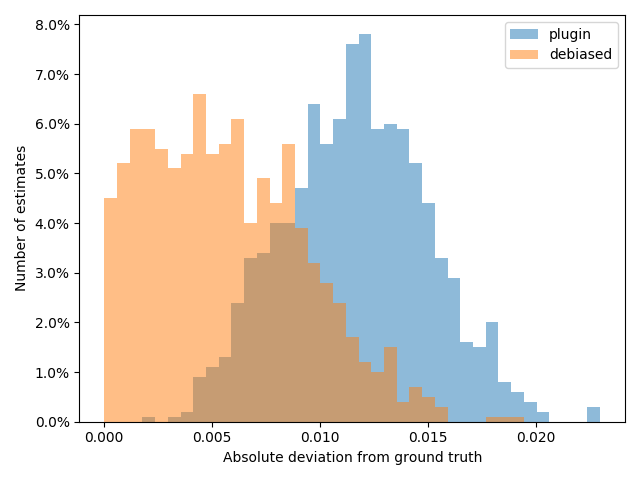 plugin
debiased
8.0%
7.0%
6.0%
5.0%
4.0%
3.0%
2.0%
1.0%
0.0%
Number of estimates
0.000 0.005 0.010 0.015 0.020
Absolute deviation from ground truth